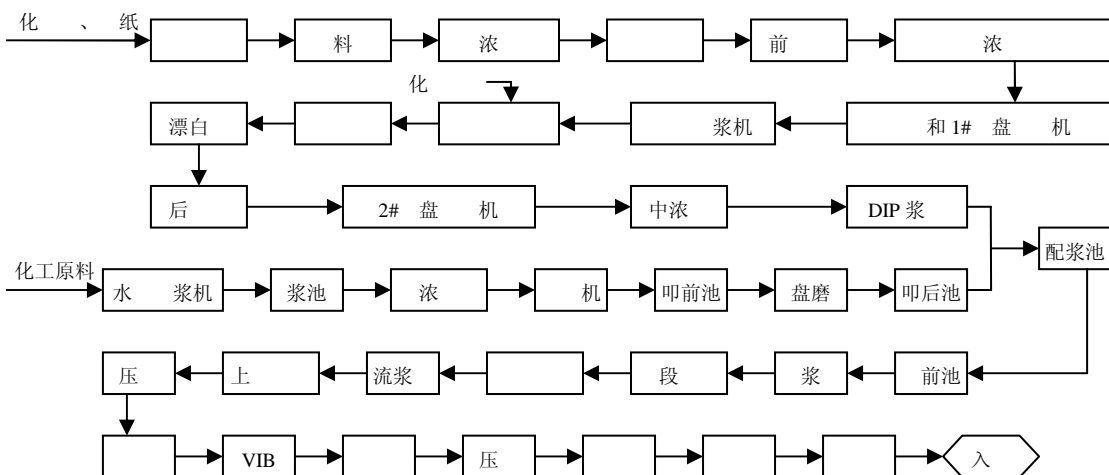 化 、 纸
料 浓 前 浓
化
漂白 浆机 和1# 盘 机
后 2# 盘 机 中浓 DIP 浆
配浆池
化工原料
水 浆机 浆池 浓 机 叩前池 盘磨 叩后池
压 上 流浆 段 浆 前池
VIB 压 入